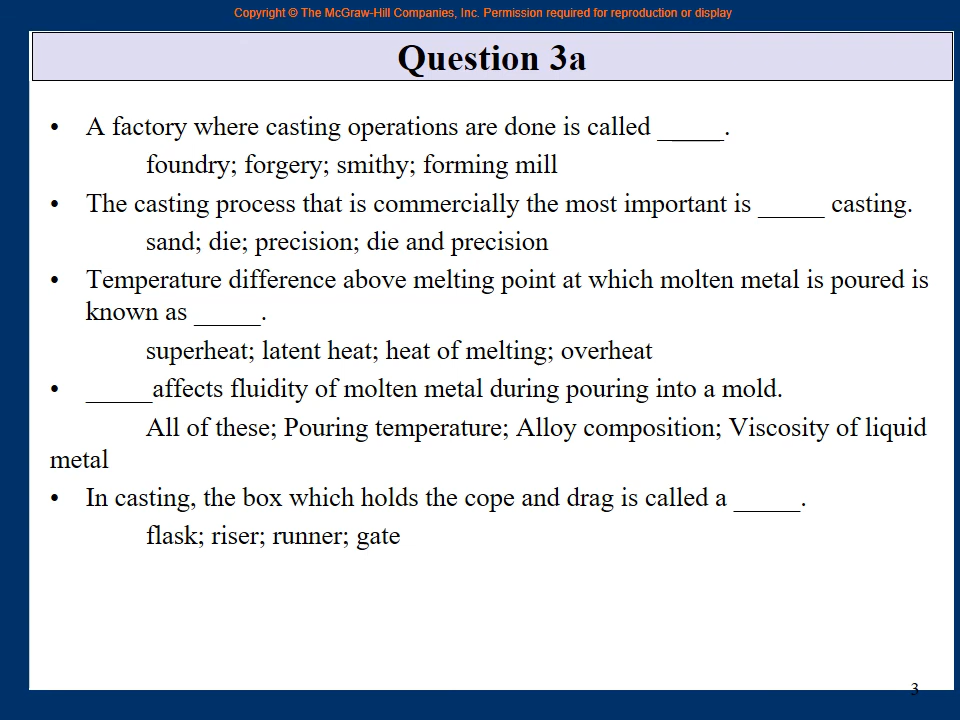 Copyright © The McGraw-Hill Companies, Inc. Permission required for reproduction or display
Question 3a
• A factory where casting operations are done is called _____.
foundry; forgery; smithy; forming mill
• The casting process that is commercially the most important is _____ casting.
sand; die; precision; die and precision
• Temperature difference above melting point at which molten metal is poured is
known as _____.
superheat; latent heat; heat of melting; overheat
• _____affects fluidity of molten metal during pouring into a mold.
All of these; Pouring temperature; Alloy composition; Viscosity of liquid
metal
• In casting, the box which holds the cope and drag is called a _____.
flask; riser; runner; gate
3